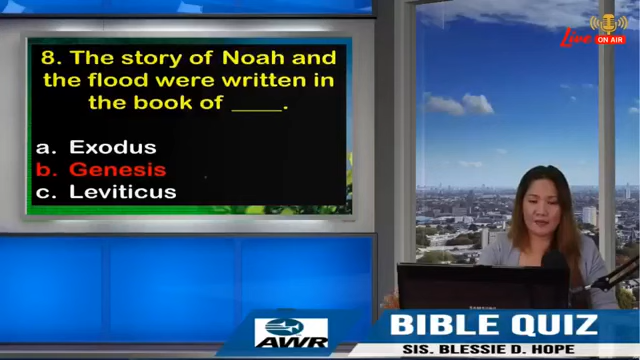 8. The story of Noah and
the flood were written in
the book of ____.
a. Exodus
b. Genesis
c. Leviticus
Live ON AIR
SAMSUNG
AWR
BIBLE QUIZ
SIS. BLESSIE D. HOPE